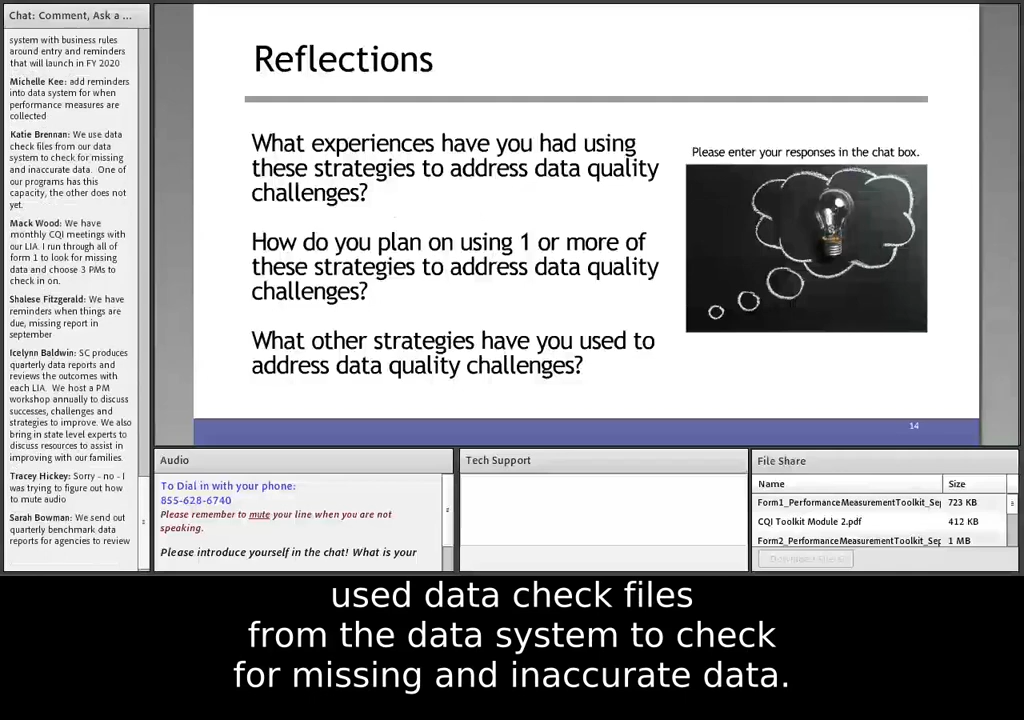 Chat: Comment, Ask a ...
system with business rules
around entry and reminders
that will launch in FY 2020
Michelle Kee: add reminders
into data system for when
performance measures are
collected
Katie Brennan: We use data
check files from our data
system to check for missing
and inaccurate data. One of
our programs has this
capacity, the other does not
yet.
Mack Wood: We have
monthly CQI meetings with
our LIA. I run through all of
form 1 to look for missing
data and choose 3 PMs to
check in on.
Shalese Fitzgerald: We have
reminders when things are
due, missing report in
september
Icelynn Baldwin: SC produces
quarterly data reports and
reviews the outcomes with
each LIA. We host a PM
workshop annually to discuss
successes, challenges and
strategies to improve. We also
bring in state level experts to
discuss resources to assist in
improving with our families.
Tracey Hickey: Sorry - no - I
was trying to figure out how
to mute audio
Sarah Bowman: We send out
quarterly benchmark data
reports for agencies to review
Reflections
What experiences have you had using
these strategies to address data quality
challenges?
How do you plan on using 1 or more of
these strategies to address data quality
challenges?
What other strategies have you used to
address data quality challenges?
Please enter your responses in the chat box.
14
Audio
To Dial in with your phone:
855-628-6740
Please remember to mute your line when you are not
speaking.
Please introduce yourself in the chat! What is your
Tech Support
File Share
Name Size
Form1_PerformanceMeasurementToolkit_Sep 723 KB
CQI Toolkit Module 2.pdf 412 KB
Form2_PerformanceMeasurementToolkit_Sep 1 MB
used data check files
from the data system to check
for missing and inaccurate data.